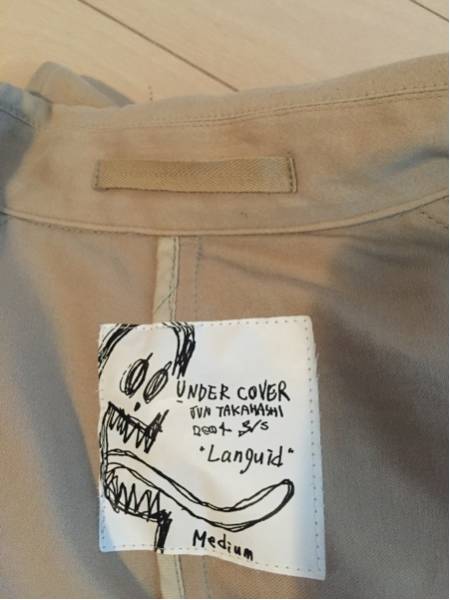 UNDER COVER
JUN TAKAHASHI
2004 S/S
"Languid"
Medium